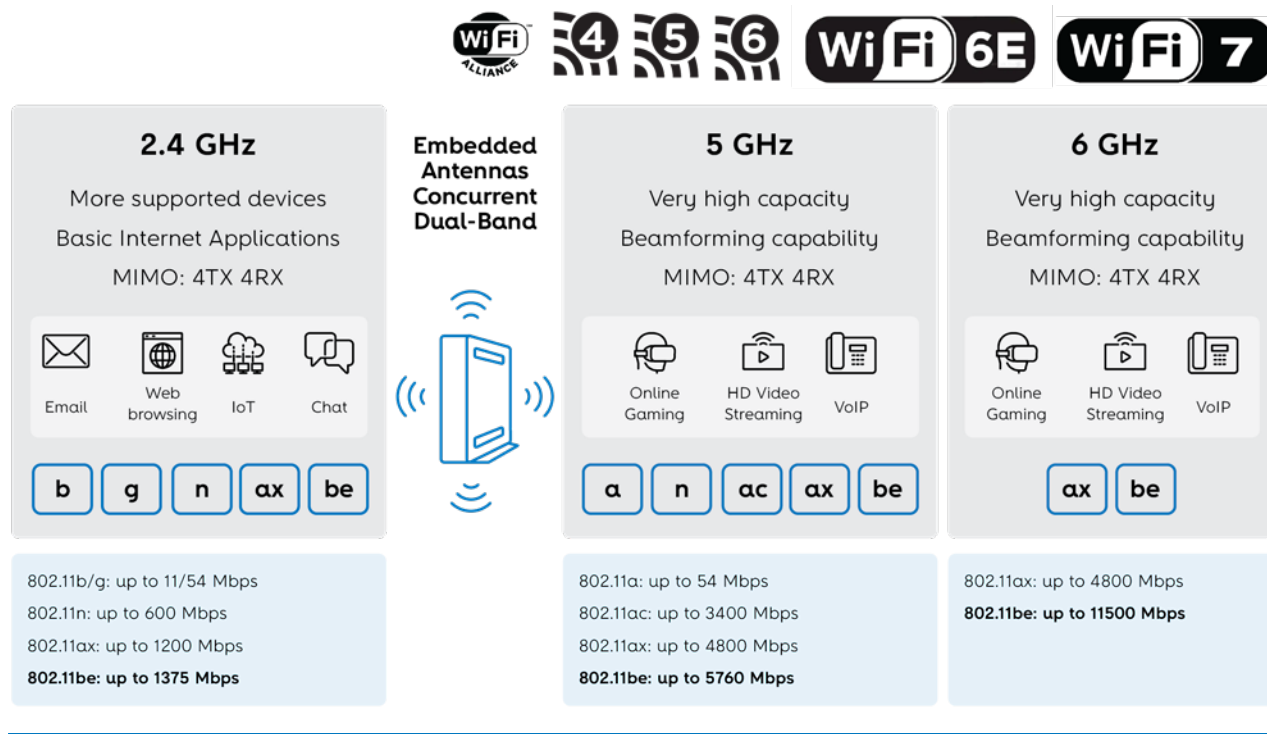 WiFi
ALLIANCE
4
5
6
WiFi 6E
WiFi 7
2.4 GHz
More supported devices
Basic Internet Applications
MIMO: 4TX 4RX
Email
Web
browsing
IoT
Chat
b
g
n
ax
be
802.11b/g: up to 11/54 Mbps
802.11n: up to 600 Mbps
802.11ax: up to 1200 Mbps
802.11be: up to 1375 Mbps
Embedded
Antennas
Concurrent
Dual-Band
5 GHz
Very high capacity
Beamforming capability
MIMO: 4TX 4RX
Online
Gaming
HD Video
Streaming
VoIP
a
n
ac
ax
be
802.11a: up to 54 Mbps
802.11ac: up to 3400 Mbps
802.11ax: up to 4800 Mbps
802.11be: up to 5760 Mbps
6 GHz
Very high capacity
Beamforming capability
MIMO: 4TX 4RX
Online
Gaming
HD Video
Streaming
VoIP
ax
be
802.11ax: up to 4800 Mbps
802.11be: up to 11500 Mbps